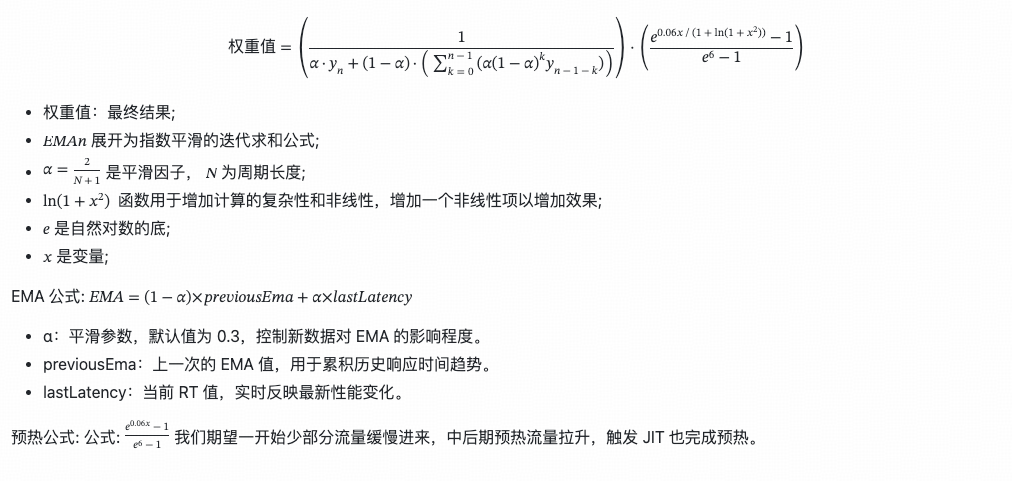 权重值 = ( 1 / (α · yₙ + (1 − α) · ( ∑_{k=0}^{n−1} (α(1 − α)^k y_{n−1−k}) )) ) · ( (e^{0.06x / (1 + ln(1 + x²))} − 1) / (e⁶ − 1) )
• 权重值：最终结果;
• EMAn 展开为指数平滑的迭代求和公式;
• α = 2/(N + 1) 是平滑因子， N 为周期长度;
• ln(1 + x²) 函数用于增加计算的复杂性和非线性，增加一个非线性项以增加效果;
• e 是自然对数的底;
• x 是变量;
EMA 公式: EMA = (1 − α)×previousEma + α×lastLatency
• α：平滑参数，默认值为 0.3，控制新数据对 EMA 的影响程度。
• previousEma：上一次的 EMA 值，用于累积历史响应时间趋势。
• lastLatency：当前 RT 值，实时反映最新性能变化。
预热公式: 公式: (e^{0.06x} − 1)/(e⁶ − 1) 我们期望一开始少部分流量缓慢进来，中后期预热流量拉升，触发 JIT 也完成预热。